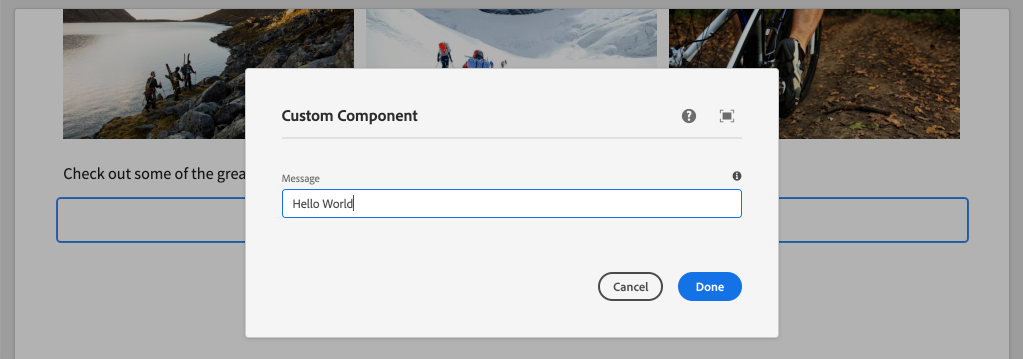 Custom Component
Check out some of the grea
Message
Hello World
Cancel
Done